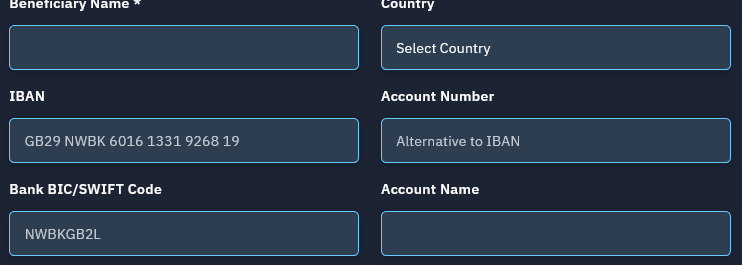 Beneficiary Name *
Country
Select Country
IBAN
Account Number
GB29 NWBK 6016 1331 9268 19
Alternative to IBAN
Bank BIC/SWIFT Code
Account Name
NWBKGB2L